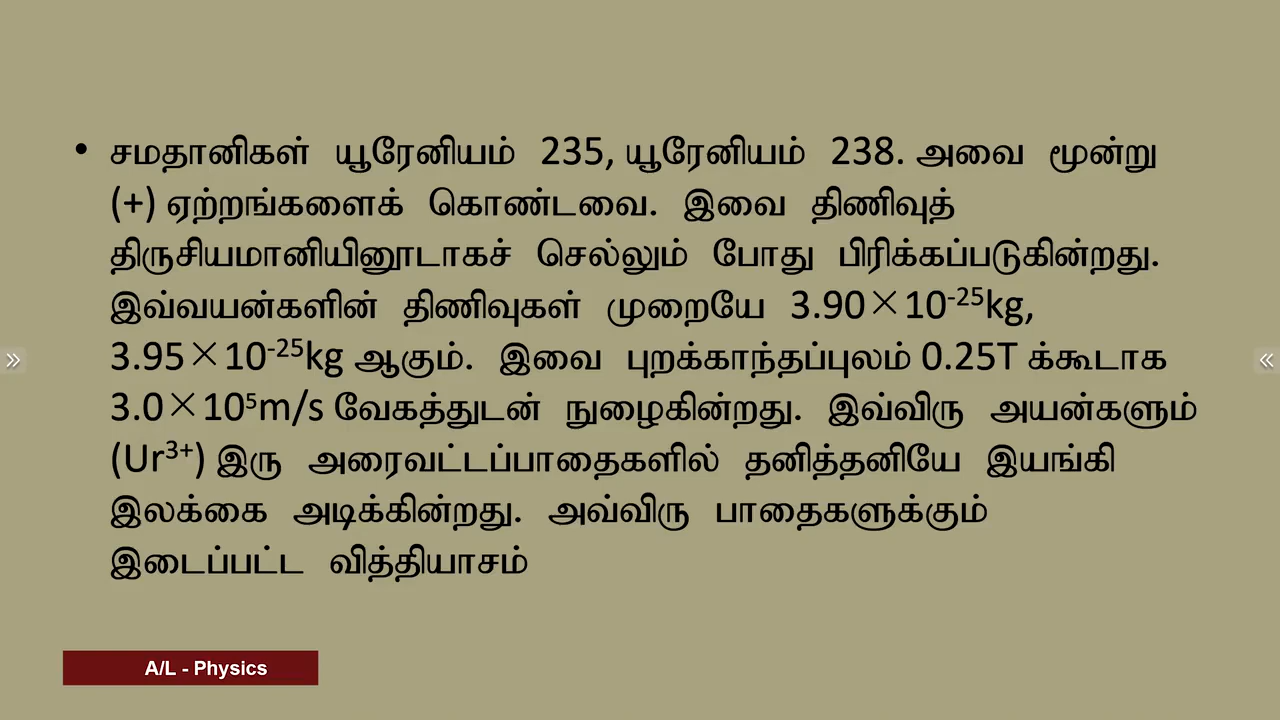 • சமதானிகள் யூரேனியம் 235, யூரேனியம் 238. அவை மூன்று
(+) ஏற்றங்களைக் கொண்டவை. இவை திணிவுத்
திருசியமானியினூடாகச் செல்லும் போது பிரிக்கப்படுகின்றது.
இவ்வயன்களின் திணிவுகள் முறையே 3.90×10⁻²⁵kg,
3.95×10⁻²⁵kg ஆகும். இவை புறக்காந்தப்புலம் 0.25T க்கூடாக
3.0×10⁵m/s வேகத்துடன் நுழைகின்றது. இவ்விரு அயன்களும்
(Ur³⁺) இரு அரைவட்டப்பாதைகளில் தனித்தனியே இயங்கி
இலக்கை அடிக்கின்றது. அவ்விரு பாதைகளுக்கும்
இடைப்பட்ட வித்தியாசம்
A/L - Physics